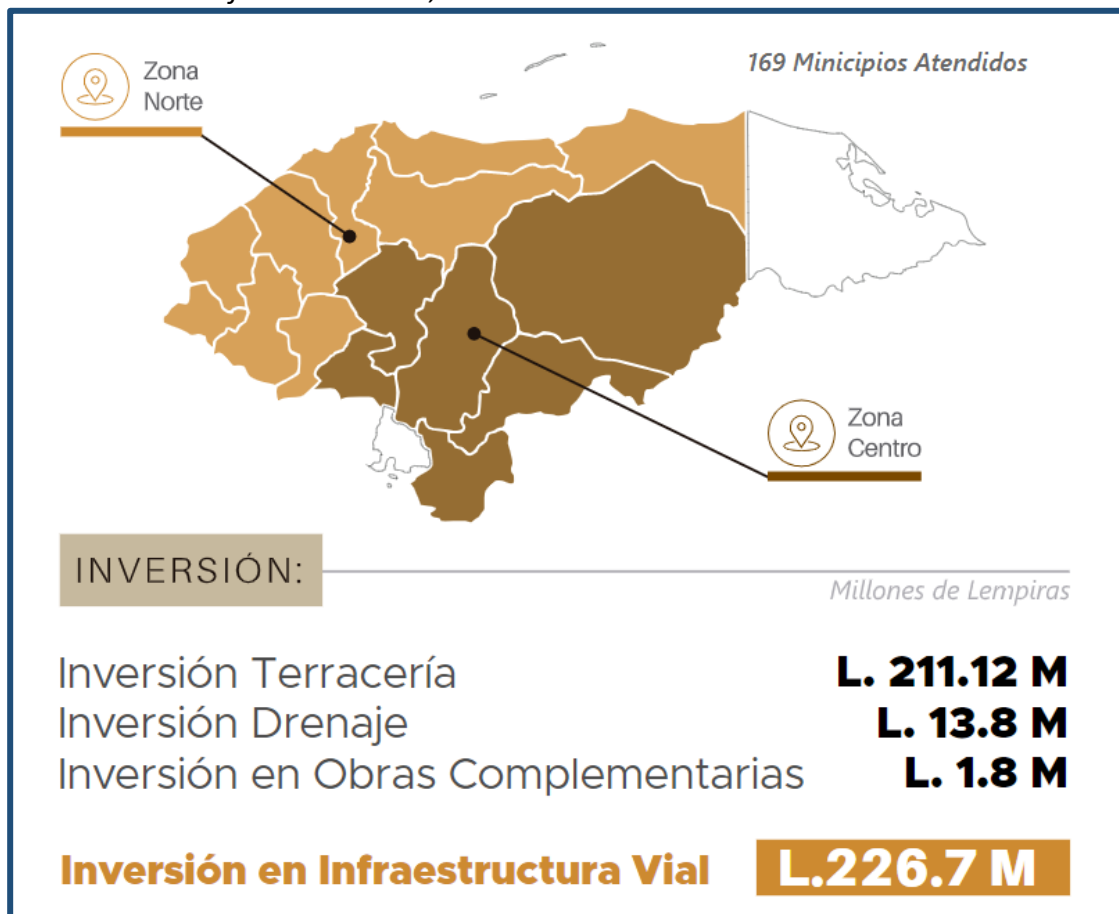 Zona
Norte
169 Minicipios Atendidos
Zona
Centro
INVERSIÓN:
Millones de Lempiras
Inversión Terracería L. 211.12 M
Inversión Drenaje L. 13.8 M
Inversión en Obras Complementarias L. 1.8 M
Inversión en Infraestructura Vial L.226.7 M